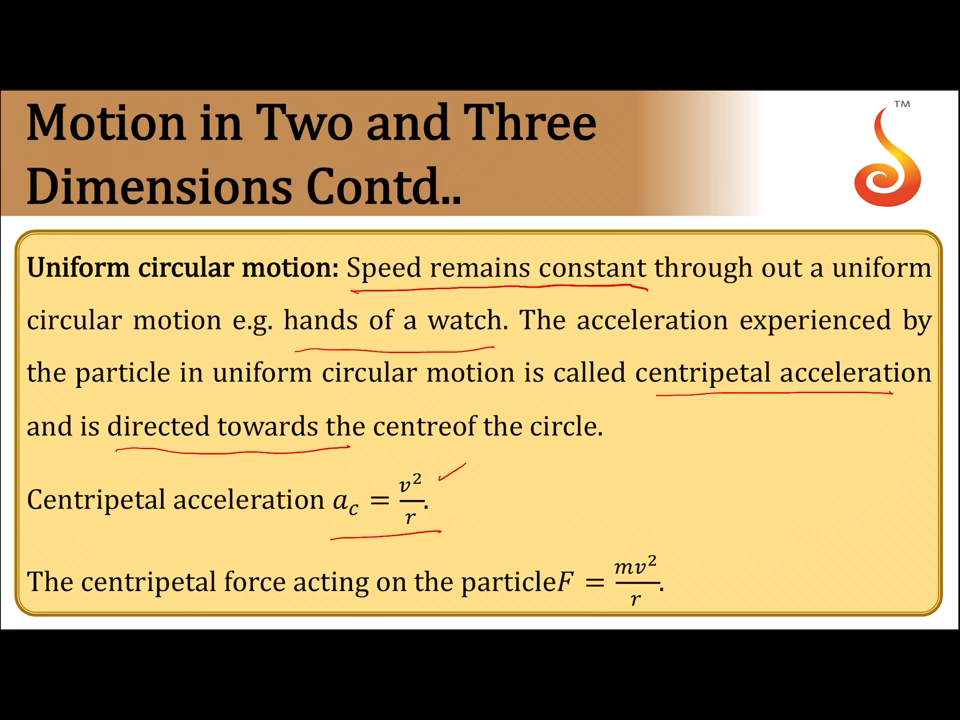 Motion in Two and Three
Dimensions Contd..
TM
Uniform circular motion: Speed remains constant through out a uniform
circular motion e.g. hands of a watch. The acceleration experienced by
the particle in uniform circular motion is called centripetal acceleration
and is directed towards the centreof the circle.
Centripetal acceleration a_c = v²/r.
The centripetal force acting on the particleF = mv²/r.